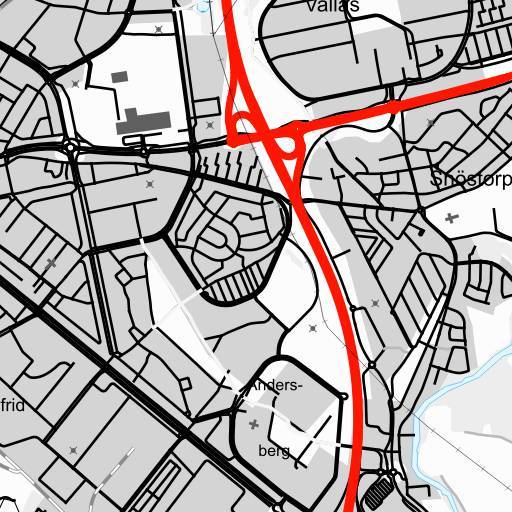 Vallås
Snöstorp
Anders-
berg
frid